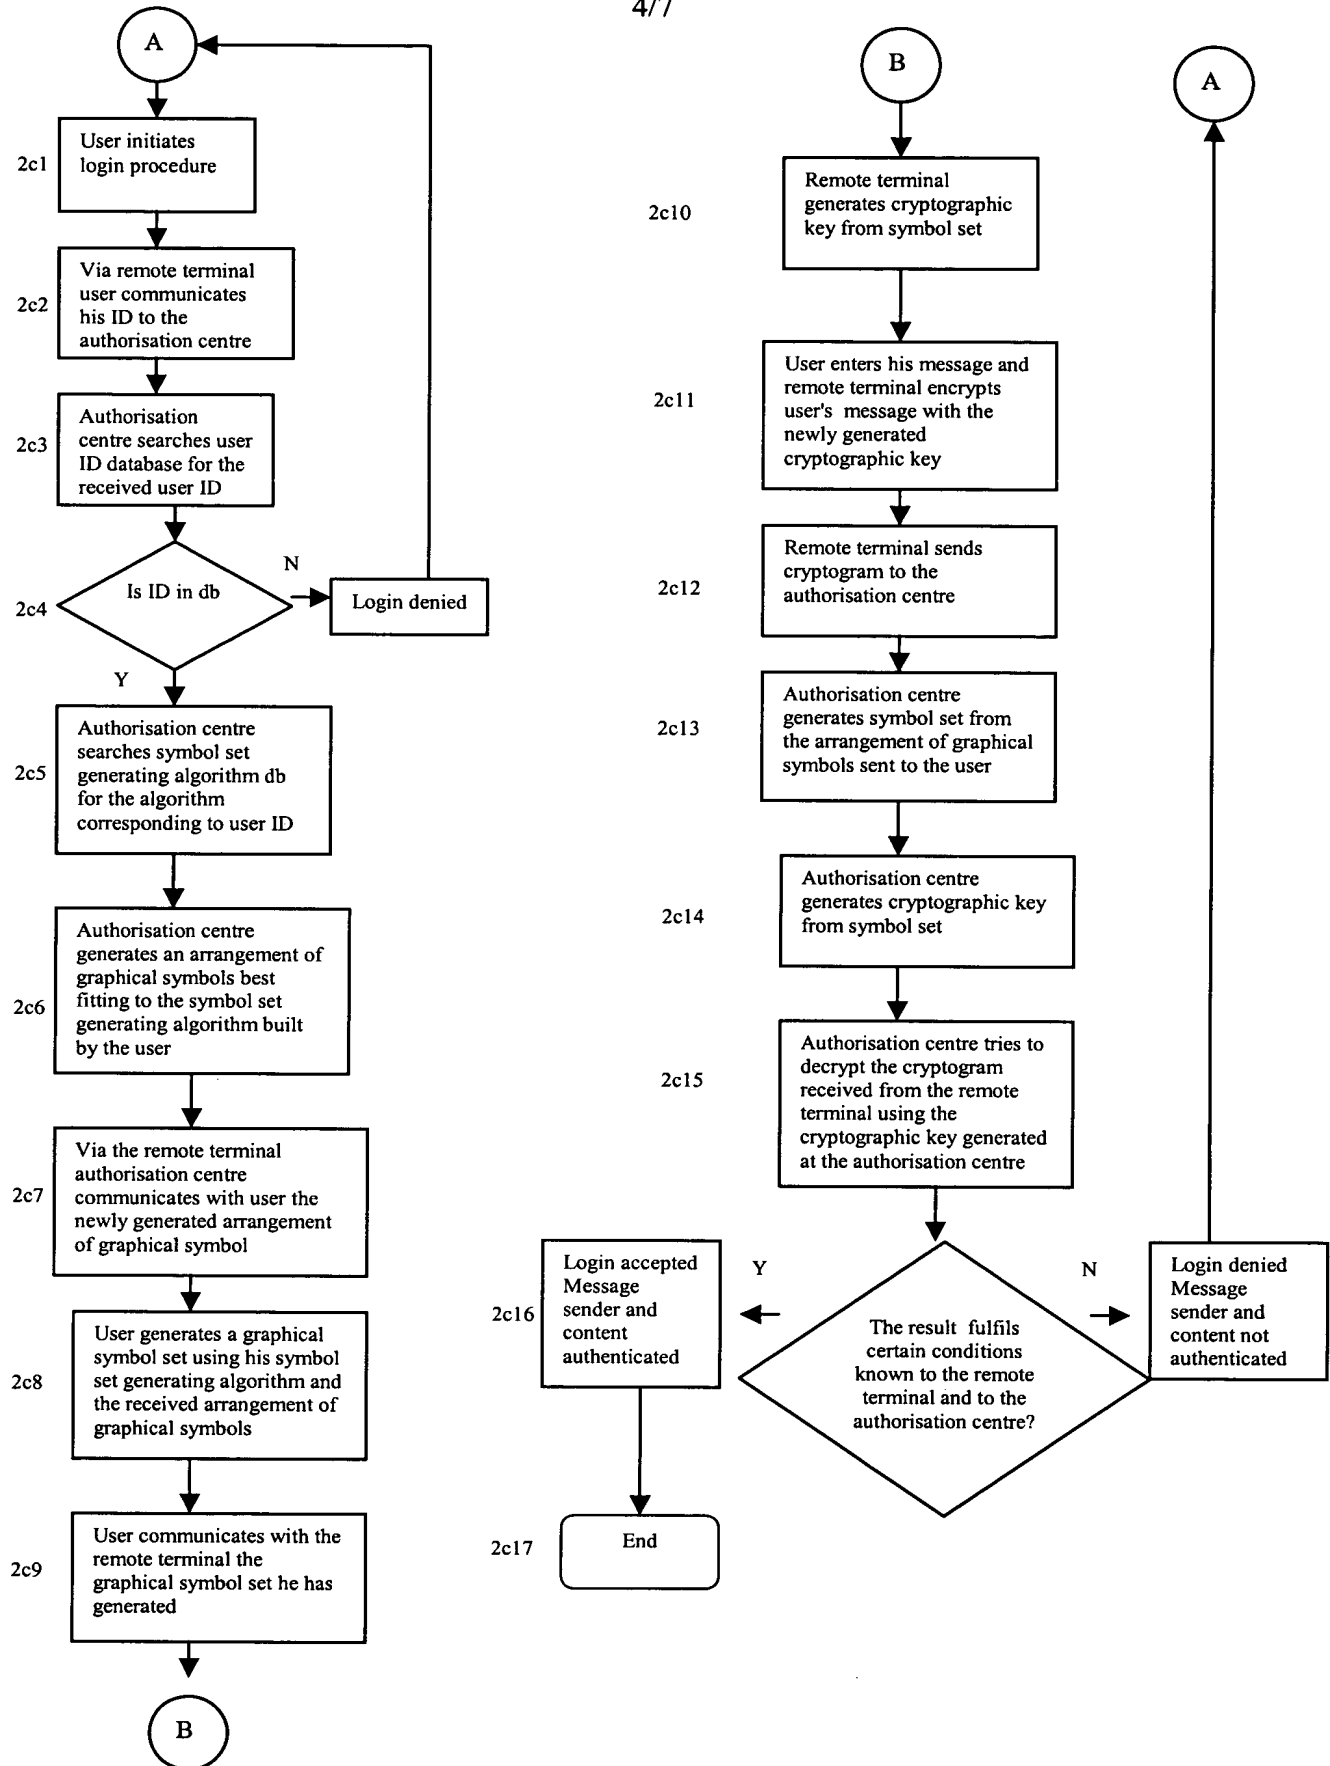 4/7
A
2c1
User initiates
login procedure
2c2
Via remote terminal
user communicates
his ID to the
authorisation centre
2c3
Authorisation
centre searches user
ID database for the
received user ID
2c4
Is ID in db
N
Login denied
Y
2c5
Authorisation centre
searches symbol set
generating algorithm db
for the algorithm
corresponding to user ID
2c6
Authorisation centre
generates an arrangement of
graphical symbols best
fitting to the symbol set
generating algorithm built
by the user
2c7
Via the remote terminal
authorisation centre
communicates with user the
newly generated arrangement
of graphical symbol
2c8
User generates a graphical
symbol set using his symbol
set generating algorithm and
the received arrangement of
graphical symbols
2c9
User communicates with the
remote terminal the
graphical symbol set he has
generated
B
B
2c10
Remote terminal
generates cryptographic
key from symbol set
2c11
User enters his message and
remote terminal encrypts
user's message with the
newly generated
cryptographic key
2c12
Remote terminal sends
cryptogram to the
authorisation centre
2c13
Authorisation centre
generates symbol set from
the arrangement of graphical
symbols sent to the user
2c14
Authorisation centre
generates cryptographic key
from symbol set
2c15
Authorisation centre tries to
decrypt the cryptogram
received from the remote
terminal using the
cryptographic key generated
at the authorisation centre
The result fulfils
certain conditions
known to the remote
terminal and to the
authorisation centre?
Y
2c16
Login accepted
Message
sender and
content
authenticated
2c17
End
N
Login denied
Message
sender and
content not
authenticated
A